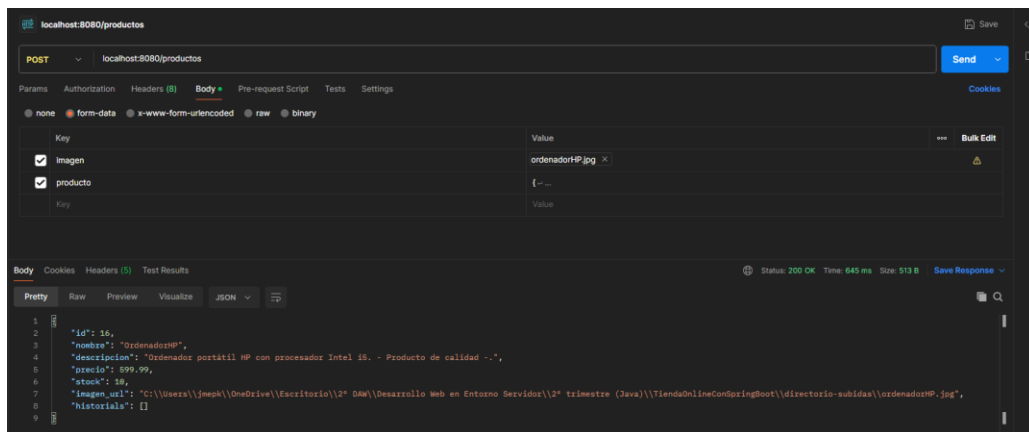 localhost:8080/productos
Save
POST localhost:8080/productos Send
Params Authorization Headers (8) Body Pre-request Script Tests Settings Cookies
none form-data x-www-form-urlencoded raw binary
Key Value ooo Bulk Edit
imagen ordenadorHP.jpg ×
producto {↵ ...
Key Value
Body Cookies Headers (5) Test Results Status: 200 OK Time: 645 ms Size: 513 B Save Response
Pretty Raw Preview Visualize JSON
1 {
2 "id": 16,
3 "nombre": "OrdenadorHP",
4 "descripcion": "Ordenador portátil HP con procesador Intel i5. - Producto de calidad -.",
5 "precio": 599.99,
6 "stock": 10,
7 "imagen_url": "C:\\Users\\jmepk\\OneDrive\\Escritorio\\2º DAW\\Desarrollo Web en Entorno Servidor\\2º trimestre (Java)\\TiendaOnlineConSpringBoot\\directorio-subidas\\ordenadorHP.jpg",
8 "historials": []
9 }